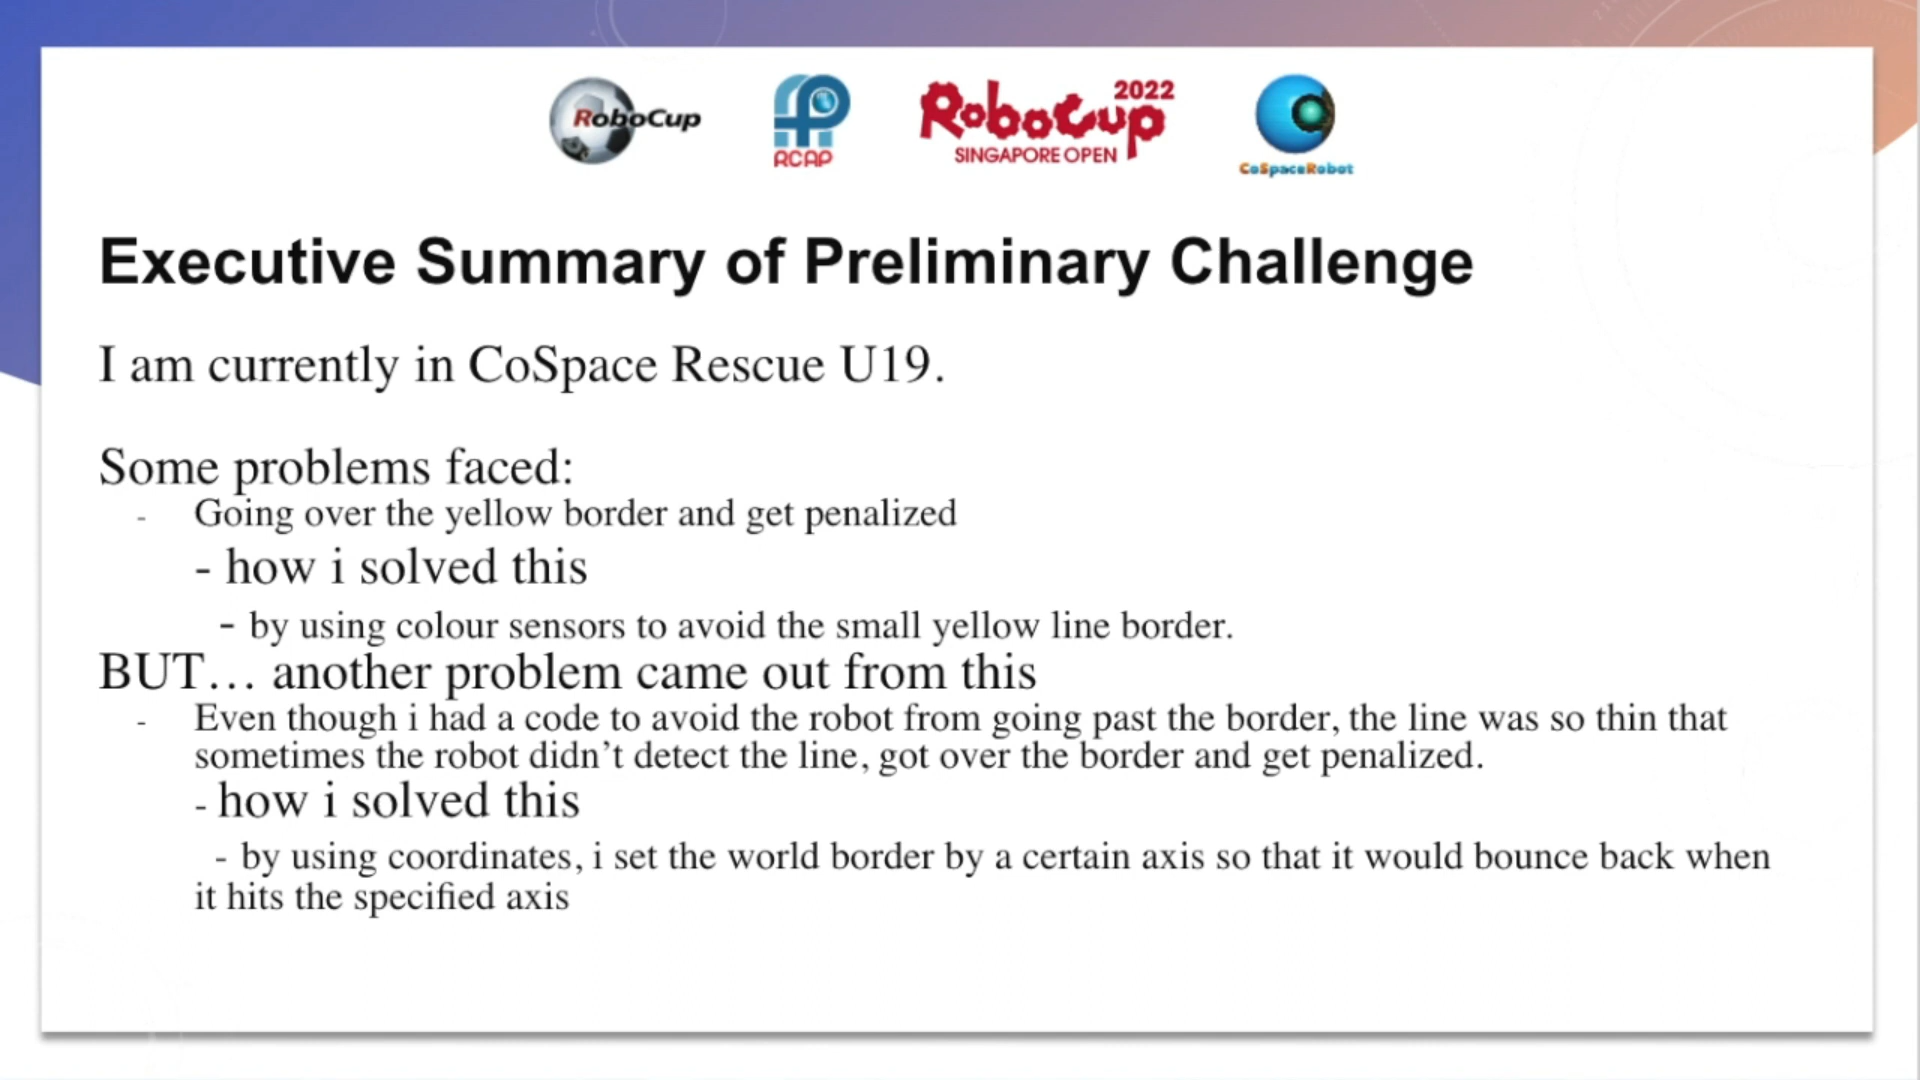 RoboCup
RCAP
2022
RoboCup
SINGAPORE OPEN
CoSpaceRobot
Executive Summary of Preliminary Challenge
I am currently in CoSpace Rescue U19.
Some problems faced:
- Going over the yellow border and get penalized
- how i solved this
- by using colour sensors to avoid the small yellow line border.
BUT… another problem came out from this
- Even though i had a code to avoid the robot from going past the border, the line was so thin that
sometimes the robot didn’t detect the line, got over the border and get penalized.
- how i solved this
- by using coordinates, i set the world border by a certain axis so that it would bounce back when
it hits the specified axis